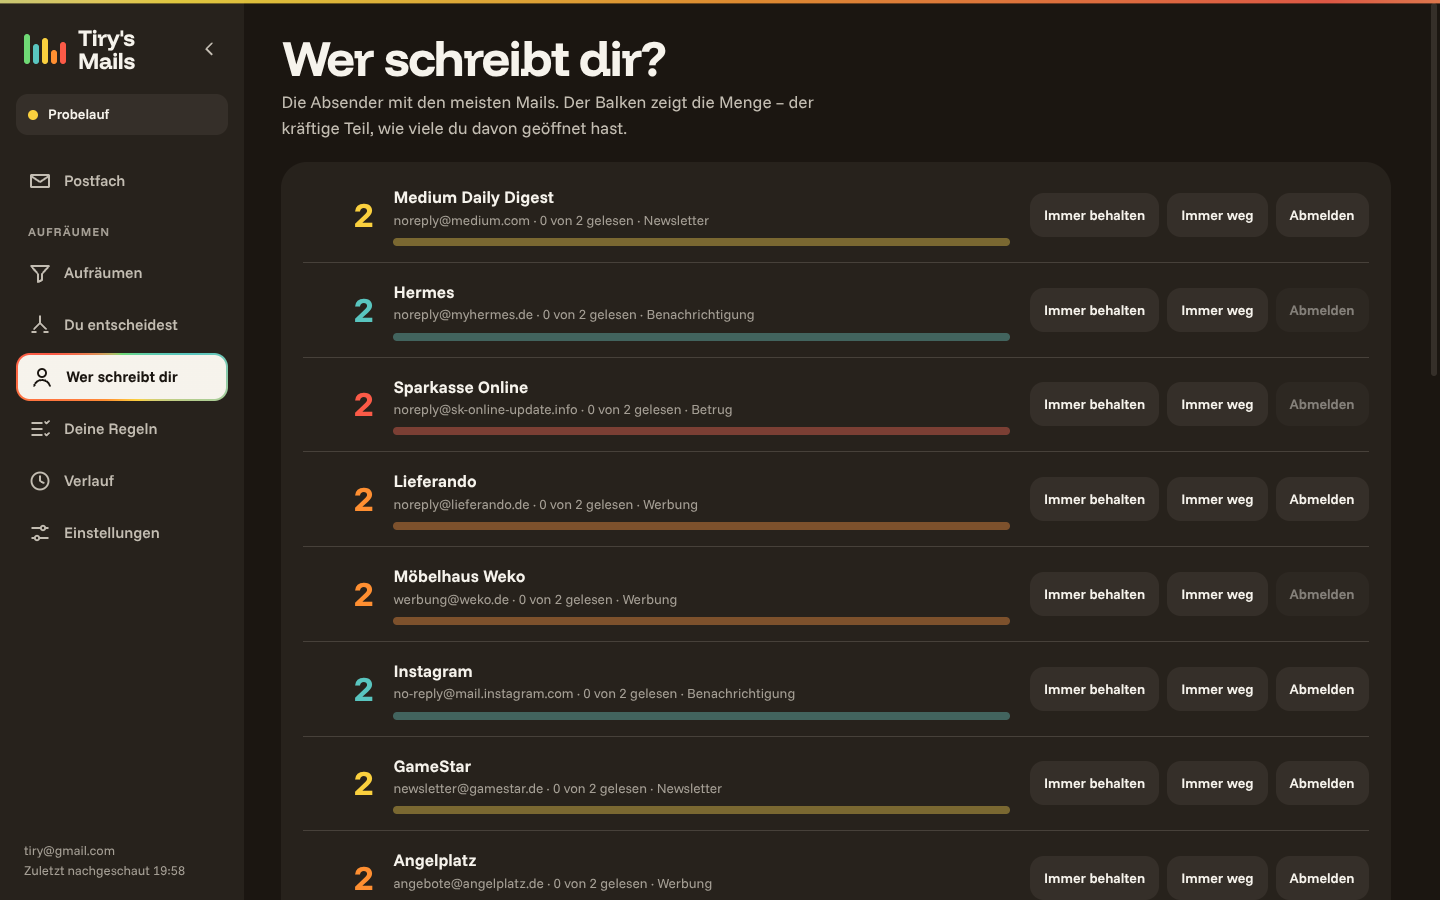 Tiry's
Mails
Probelauf
Postfach
AUFRÄUMEN
Aufräumen
Du entscheidest
Wer schreibt dir
Deine Regeln
Verlauf
Einstellungen
tiry@gmail.com
Zuletzt nachgeschaut 19:58
Wer schreibt dir?
Die Absender mit den meisten Mails. Der Balken zeigt die Menge – der
kräftige Teil, wie viele du davon geöffnet hast.
2
Medium Daily Digest
noreply@medium.com · 0 von 2 gelesen · Newsletter
Immer behalten Immer weg Abmelden
2
Hermes
noreply@myhermes.de · 0 von 2 gelesen · Benachrichtigung
Immer behalten Immer weg Abmelden
2
Sparkasse Online
noreply@sk-online-update.info · 0 von 2 gelesen · Betrug
Immer behalten Immer weg Abmelden
2
Lieferando
noreply@lieferando.de · 0 von 2 gelesen · Werbung
Immer behalten Immer weg Abmelden
2
Möbelhaus Weko
werbung@weko.de · 0 von 2 gelesen · Werbung
Immer behalten Immer weg Abmelden
2
Instagram
no-reply@mail.instagram.com · 0 von 2 gelesen · Benachrichtigung
Immer behalten Immer weg Abmelden
2
GameStar
newsletter@gamestar.de · 0 von 2 gelesen · Newsletter
Immer behalten Immer weg Abmelden
2
Angelplatz
angebote@angelplatz.de · 0 von 2 gelesen · Werbung
Immer behalten Immer weg Abmelden